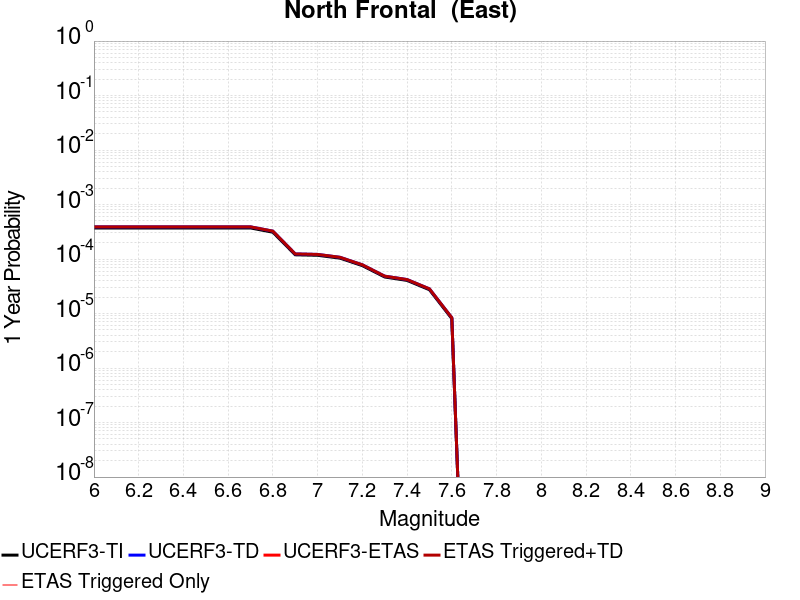 North Frontal  (East)
10^0
10^-1
10^-2
10^-3
10^-4
10^-5
10^-6
10^-7
10^-8
1 Year Probability
6 6.2 6.4 6.6 6.8 7 7.2 7.4 7.6 7.8 8 8.2 8.4 8.6 8.8 9
Magnitude
UCERF3-TI UCERF3-TD UCERF3-ETAS ETAS Triggered+TD
ETAS Triggered Only